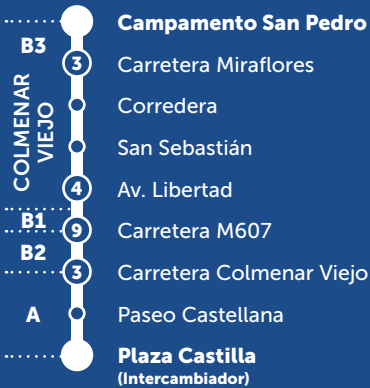 Campamento San Pedro
B3
3 Carretera Miraflores
COLMENAR
VIEJO
Corredera
San Sebastián
4 Av. Libertad
B1
9 Carretera M607
B2
3 Carretera Colmenar Viejo
A Paseo Castellana
Plaza Castilla
(Intercambiador)